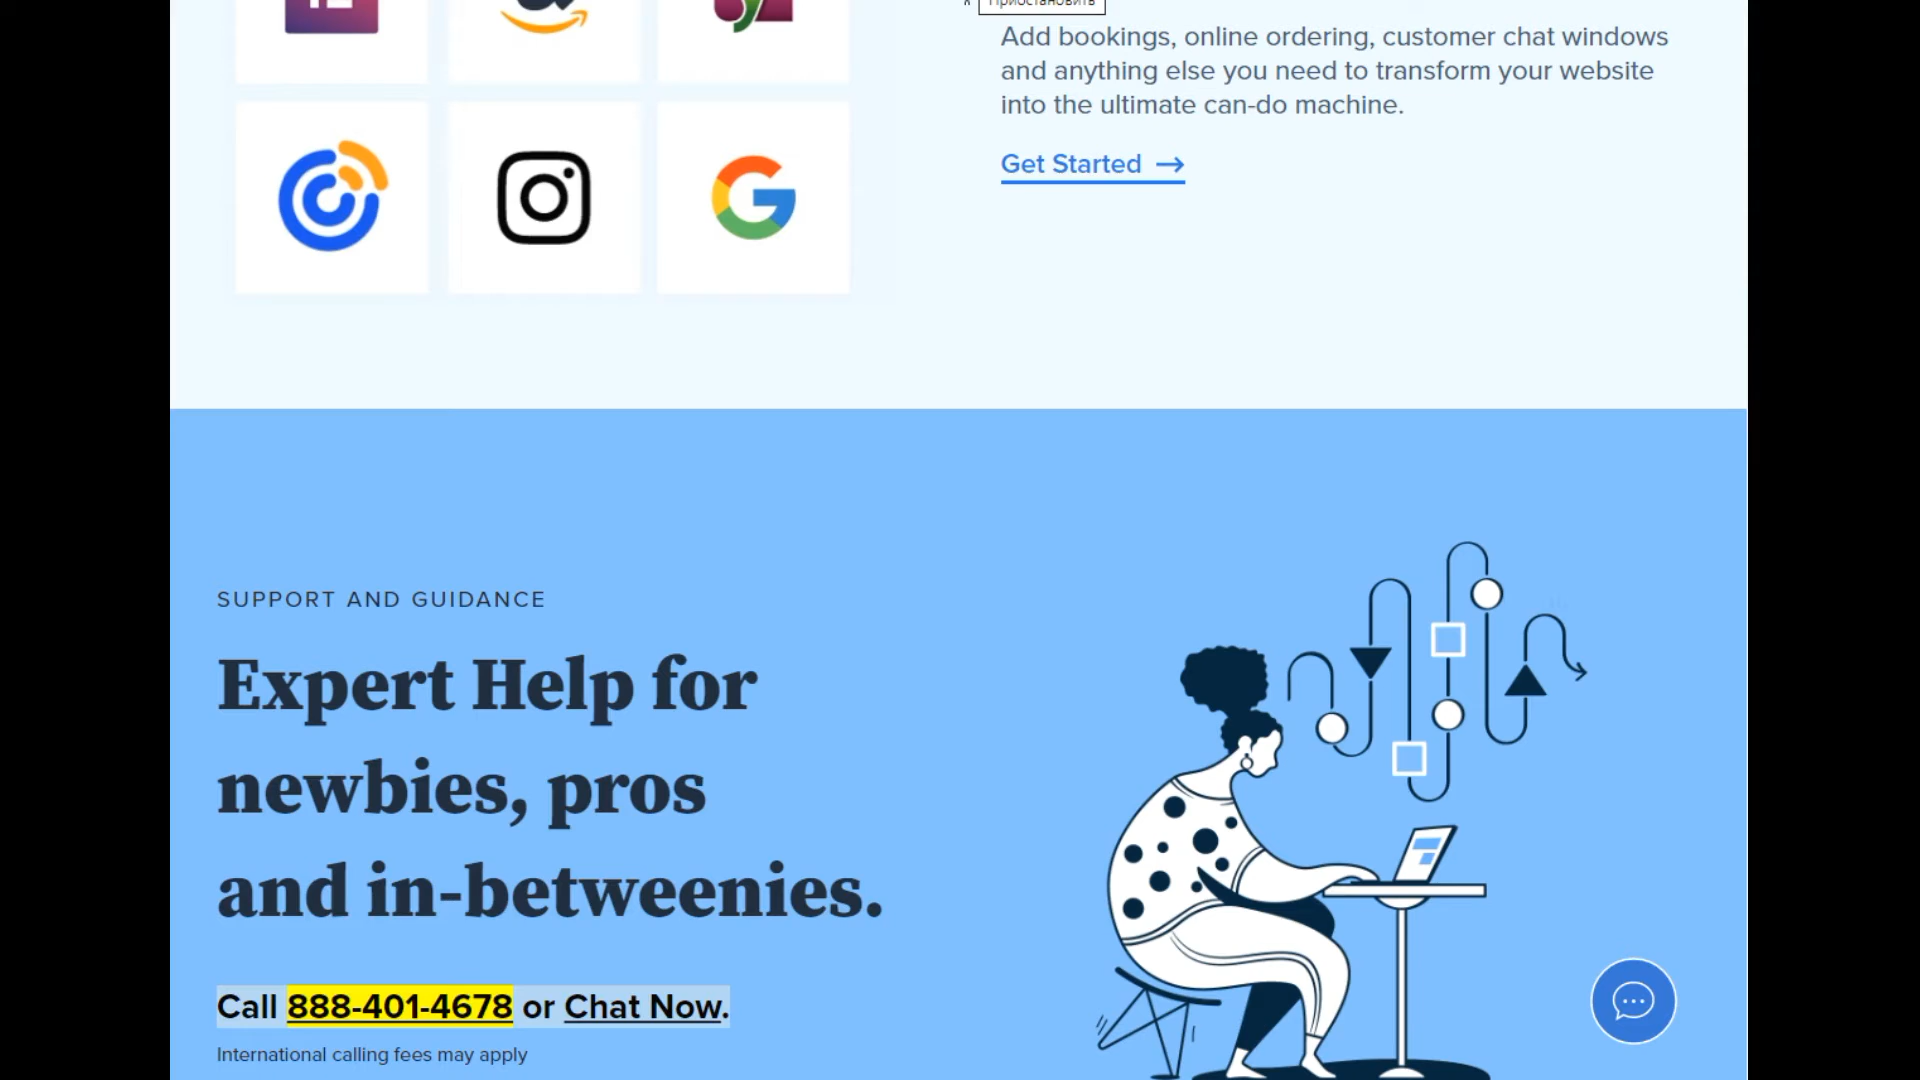 Приостановить
Add bookings, online ordering, customer chat windows
and anything else you need to transform your website
into the ultimate can-do machine.
Get Started →
SUPPORT AND GUIDANCE
Expert Help for
newbies, pros
and in-betweenies.
Call 888-401-4678 or Chat Now.
International calling fees may apply